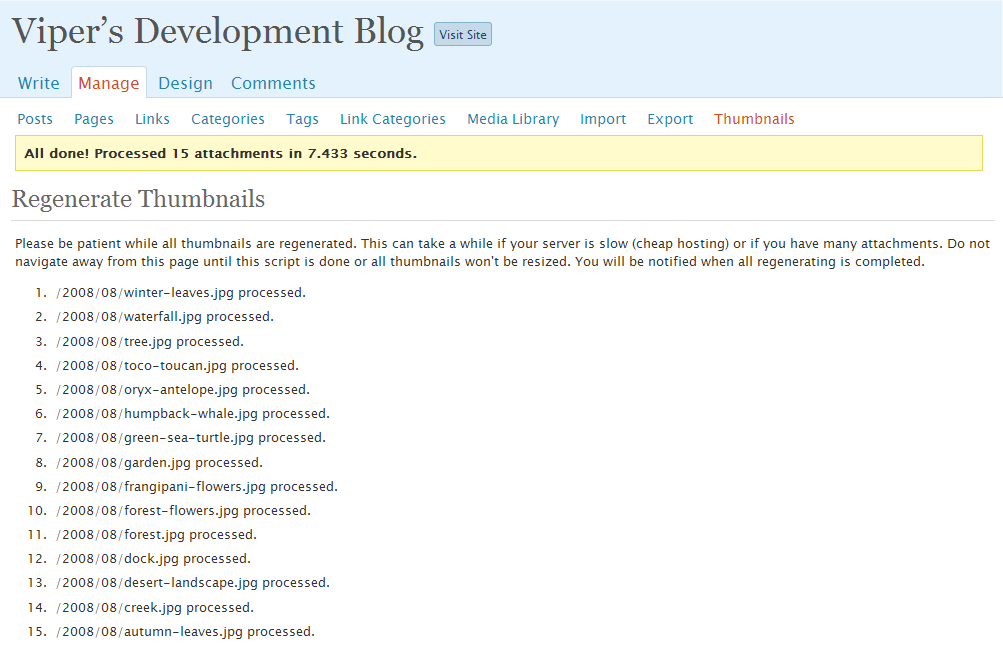 Viper’s Development Blog Visit Site
Write Manage Design Comments
Posts Pages Links Categories Tags Link Categories Media Library Import Export Thumbnails
All done! Processed 15 attachments in 7.433 seconds.
Regenerate Thumbnails
Please be patient while all thumbnails are regenerated. This can take a while if your server is slow (cheap hosting) or if you have many attachments. Do not
navigate away from this page until this script is done or all thumbnails won't be resized. You will be notified when all regenerating is completed.
1. /2008/08/winter-leaves.jpg processed.
2. /2008/08/waterfall.jpg processed.
3. /2008/08/tree.jpg processed.
4. /2008/08/toco-toucan.jpg processed.
5. /2008/08/oryx-antelope.jpg processed.
6. /2008/08/humpback-whale.jpg processed.
7. /2008/08/green-sea-turtle.jpg processed.
8. /2008/08/garden.jpg processed.
9. /2008/08/frangipani-flowers.jpg processed.
10. /2008/08/forest-flowers.jpg processed.
11. /2008/08/forest.jpg processed.
12. /2008/08/dock.jpg processed.
13. /2008/08/desert-landscape.jpg processed.
14. /2008/08/creek.jpg processed.
15. /2008/08/autumn-leaves.jpg processed.